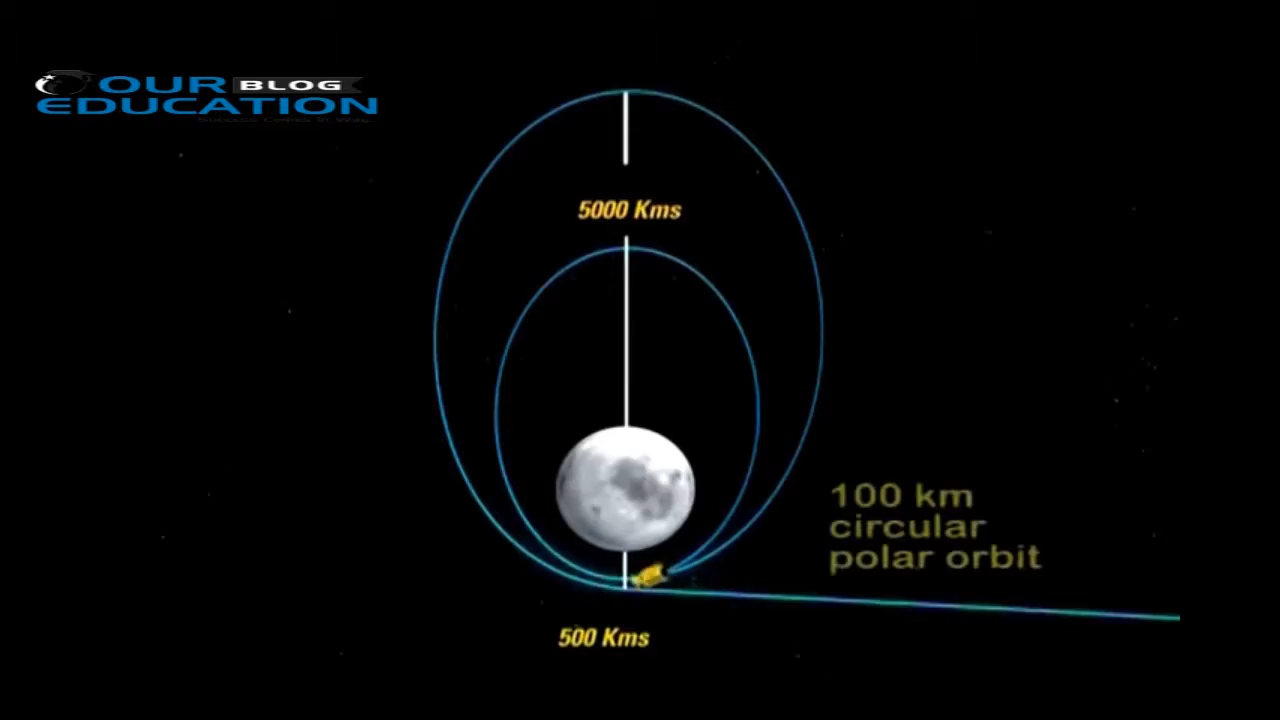 OUR BLOG
EDUCATION
5000 Kms
100 km
circular
polar orbit
500 Kms